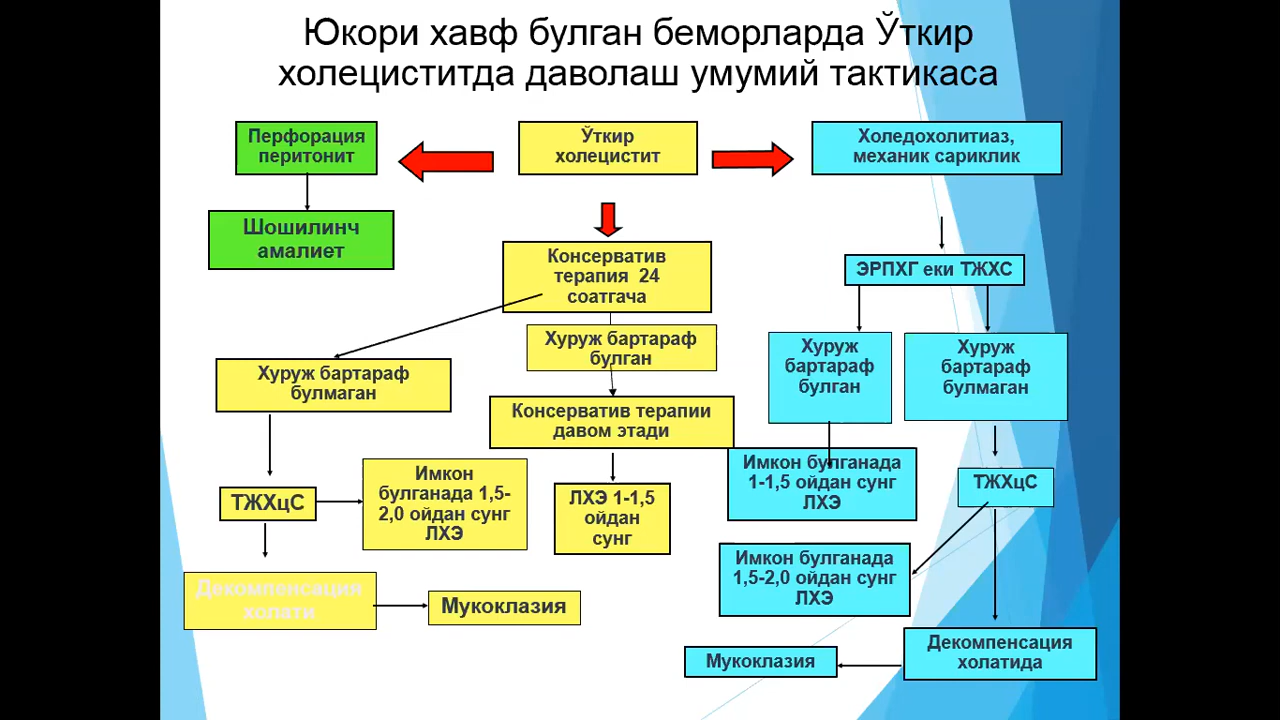 Юкори хавф булган беморларда Ўткир
холециститда даволаш умумий тактикаса
Перфорация
перитонит
Ўткир
холецистит
Холедохолитиаз,
механик сариклик
Шошилинч
амалиет
Консерватив
терапия 24
соатгача
ЭРПХГ еки ТЖХС
Хуруж бартараф
булган
Хуруж
бартараф
булган
Хуруж
бартараф
булмаган
Хуруж бартараф
булмаган
Консерватив терапии
давом этади
Имкон булганада
1-1,5 ойдан сунг
ЛХЭ
ТЖХцС
Имкон
булганада 1,5-
2,0 ойдан сунг
ЛХЭ
ЛХЭ 1-1,5
ойдан
сунг
ТЖХцС
Имкон булганада
1,5-2,0 ойдан сунг
ЛХЭ
Декомпенсация
холати
Мукоклазия
Декомпенсация
холатида
Мукоклазия